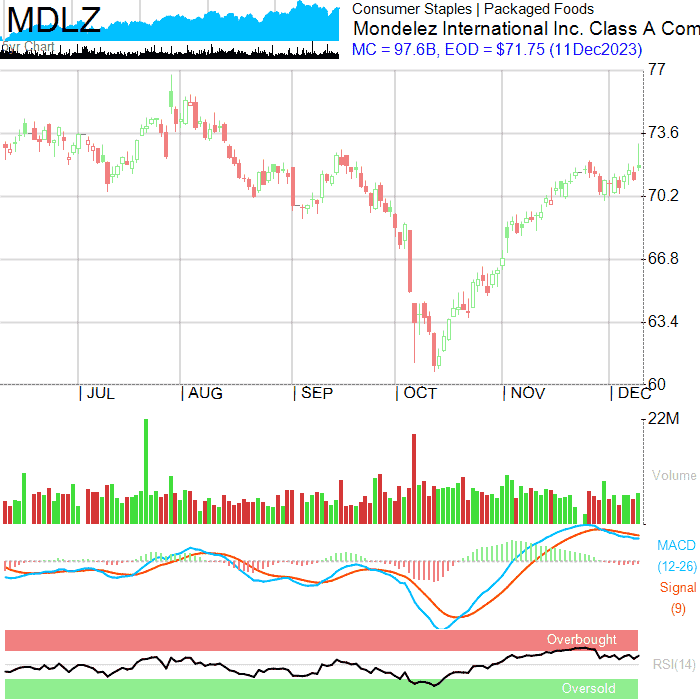 MDLZ
Consumer Staples | Packaged Foods
Mondelez International Inc. Class A Com
MC = 97.6B, EOD = $71.75 (11Dec2023)
Chart
77
73.6
70.2
66.8
63.4
60
| JUL | AUG | SEP | OCT | NOV | DEC
22M
Volume
MACD
(12-26)
Signal
(9)
Overbought
RSI(14)
Oversold